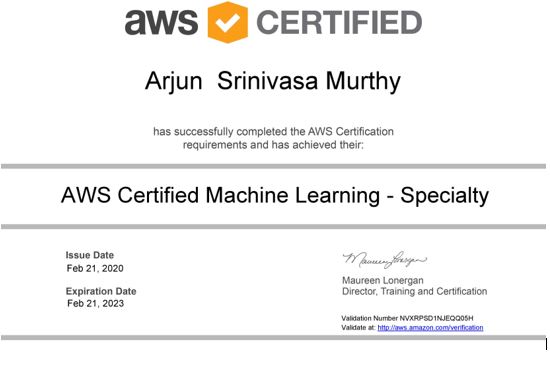 aws CERTIFIED
Arjun Srinivasa Murthy
has successfully completed the AWS Certification
requirements and has achieved their:
AWS Certified Machine Learning - Specialty
Issue Date
Feb 21, 2020
Expiration Date
Feb 21, 2023
Maureen Lonergan
Maureen Lonergan
Director, Training and Certification
Validation Number NVXRPSD1NJEQQ05H
Validate at: http://aws.amazon.com/verification